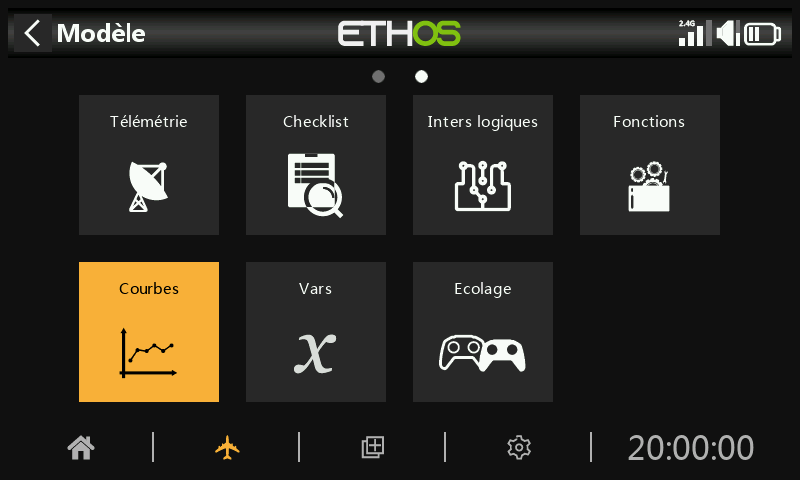 Modèle
ETHOS
2.4G
Télémétrie
Checklist
Inters logiques
Fonctions
Courbes
Vars
x
Ecolage
20:00:00